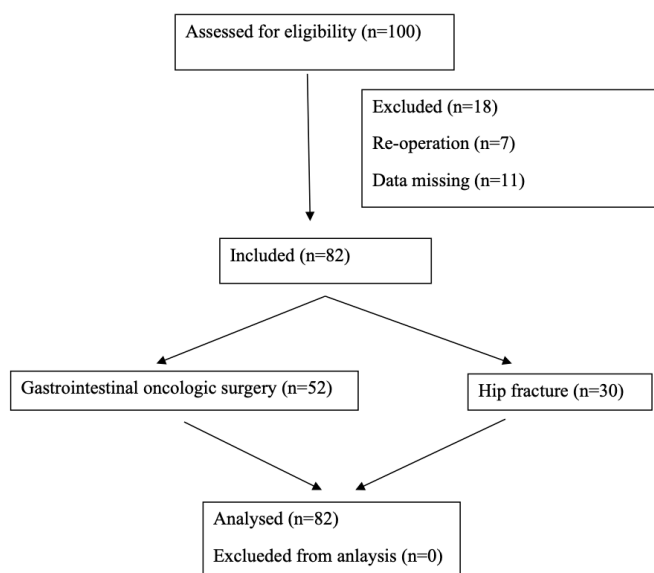 Assessed for eligibility (n=100)
Excluded (n=18)
Re-operation (n=7)
Data missing (n=11)
Included (n=82)
Gastrointestinal oncologic surgery (n=52)
Hip fracture (n=30)
Analysed (n=82)
Exclueded from anlaysis (n=0)